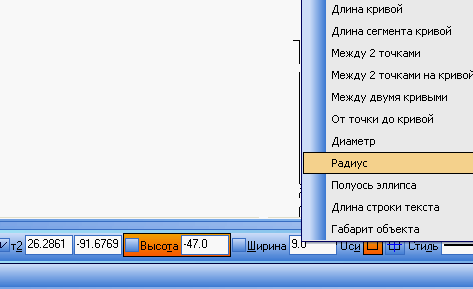 Длина кривой
Длина сегмента кривой
Между 2 точками
Между 2 точками на кривой
Между двумя кривыми
От точки до кривой
Диаметр
Радиус
Полуось эллипса
Длина строки текста
Габарит объекта
т2 26.2861 -91.6769 Высота -47.0 Ширина 9.0 Оси Стиль